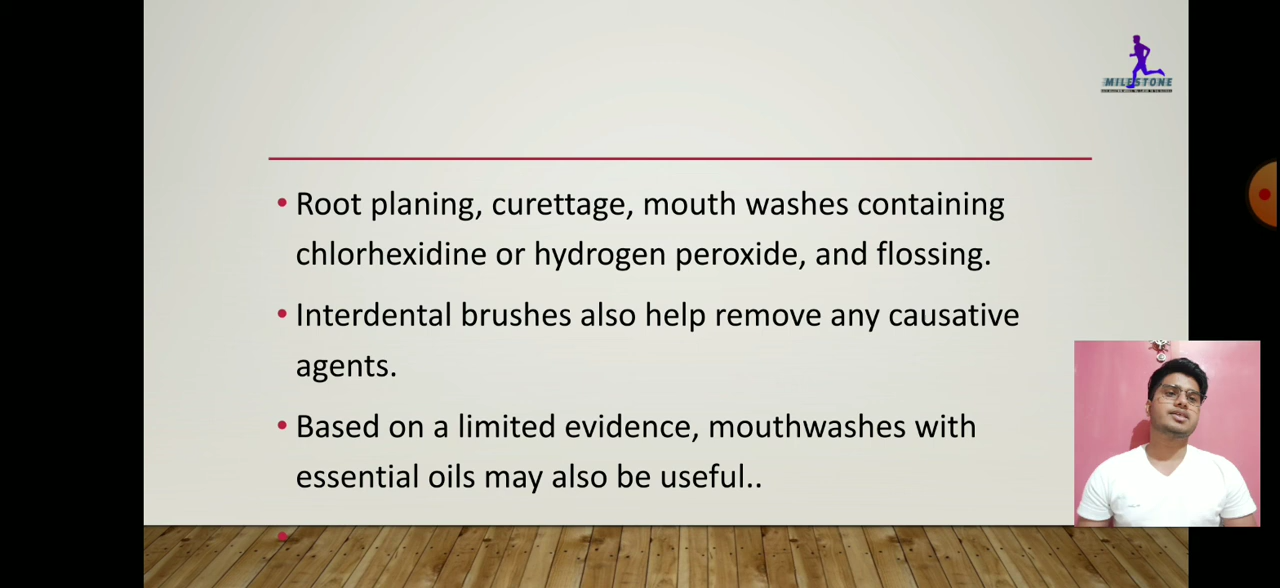 MILESTONE
• Root planing, curettage, mouth washes containing
chlorhexidine or hydrogen peroxide, and flossing.
• Interdental brushes also help remove any causative
agents.
• Based on a limited evidence, mouthwashes with
essential oils may also be useful..
•